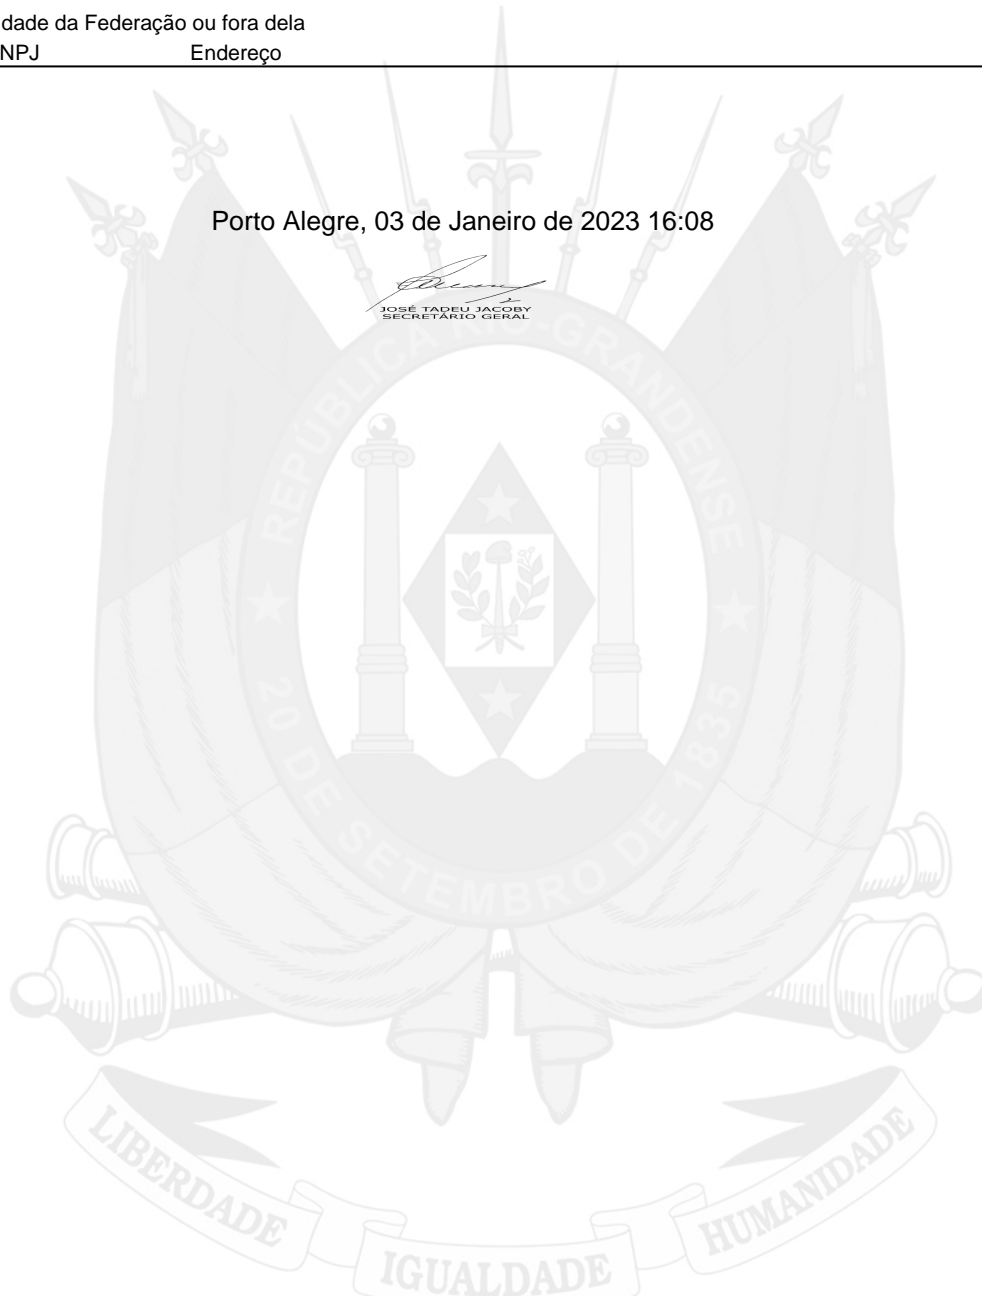 dade da Federação ou fora dela
NPJ Endereço
Porto Alegre, 03 de Janeiro de 2023 16:08
JOSÉ TADEU JACOBY
SECRETÁRIO GERAL
REPÚBLICA RIO-GRANDENSE
20 DE SETEMBRO DE 1835
LIBERDADE
IGUALDADE
HUMANIDADE